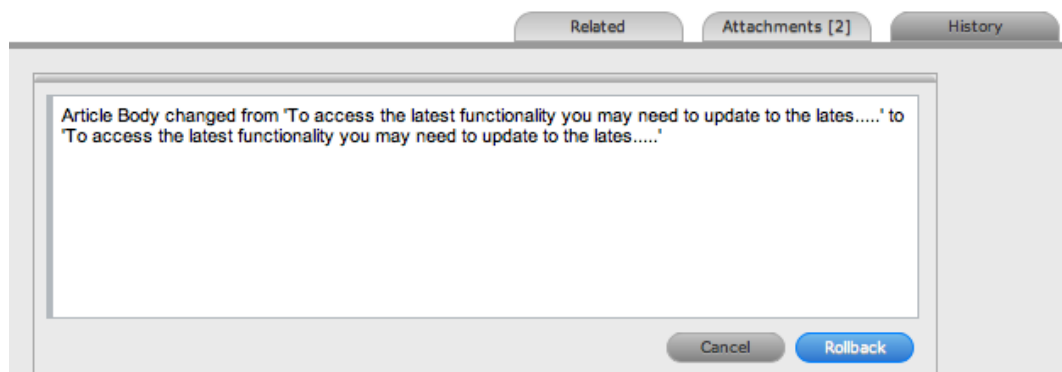 Related Attachments [2] History
Article Body changed from 'To access the latest functionality you may need to update to the lates.....' to
'To access the latest functionality you may need to update to the lates.....'
Cancel Rollback